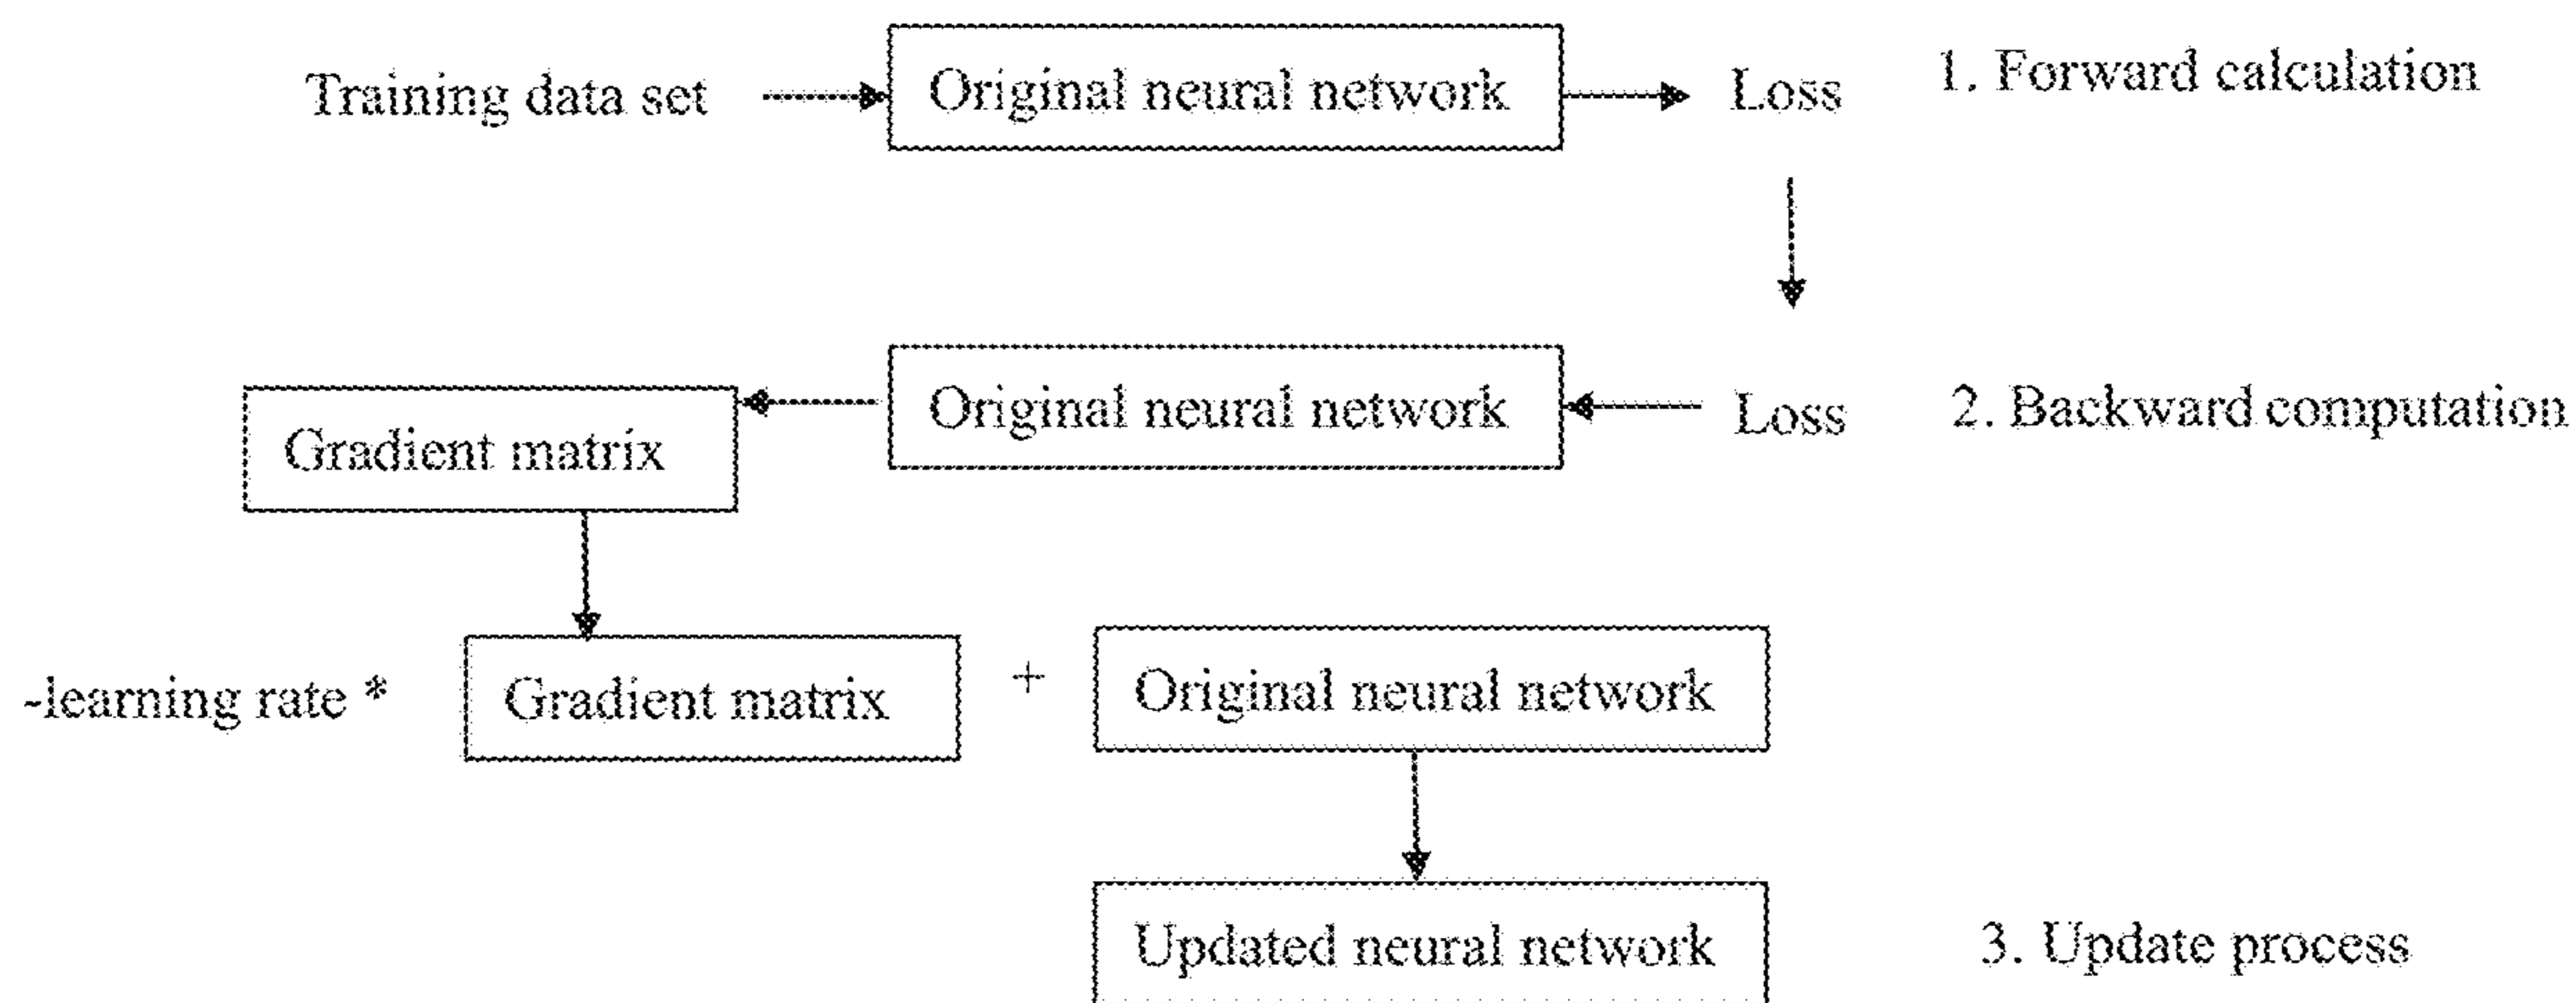 Training data set
Original neural network
Loss
1. Forward calculation
Gradient matrix
Original neural network
Loss
2. Backward computation
-learning rate *
Gradient matrix
+
Original neural network
Updated neural network
3. Update process